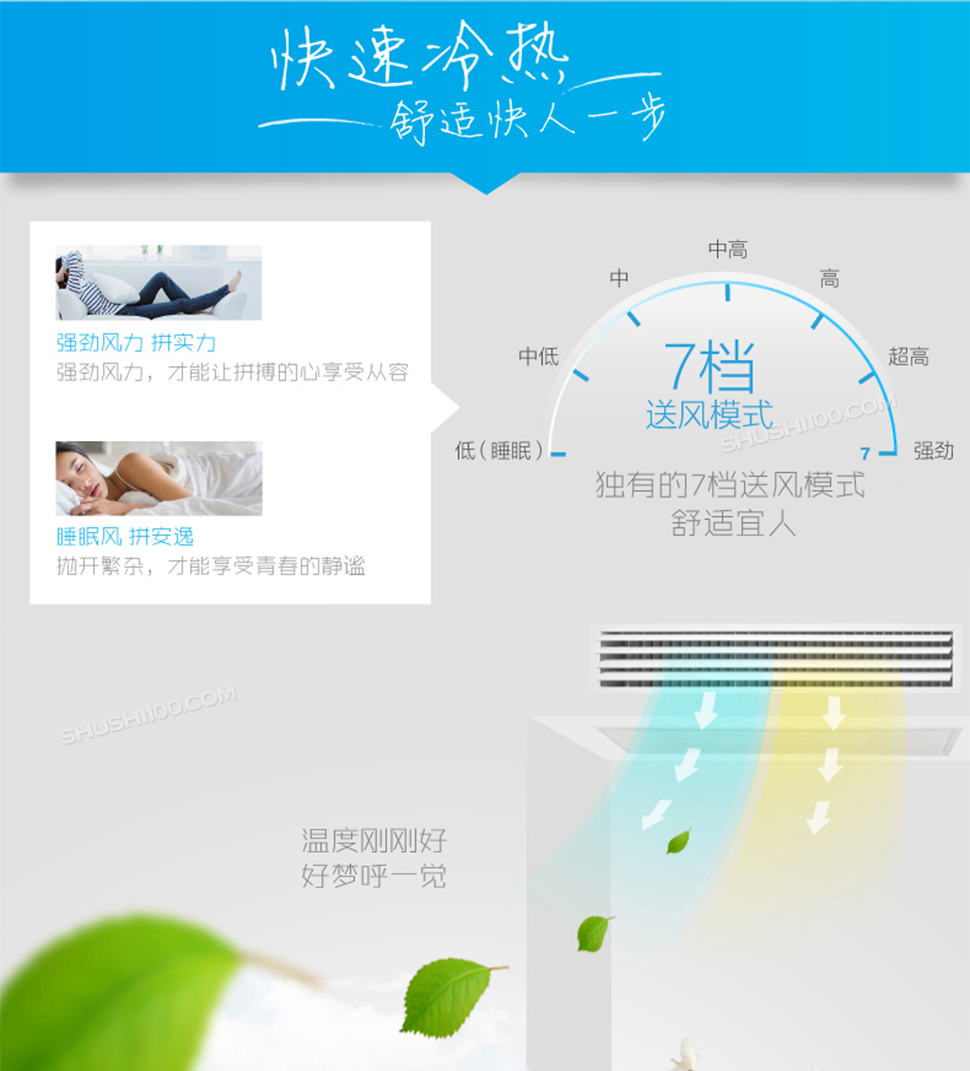 快速冷热
舒适快人一步
强劲风力 拼实力
强劲风力，才能让拼搏的心享受从容
睡眠风 拼安逸
抛开繁杂，才能享受青春的静谧
低（睡眠）
中低
中
中高
高
超高
7
强劲
7档
送风模式
SHUSHI100.COM
独有的7档送风模式
舒适宜人
SHUSHI100.COM
温度刚刚好
好梦呼一觉